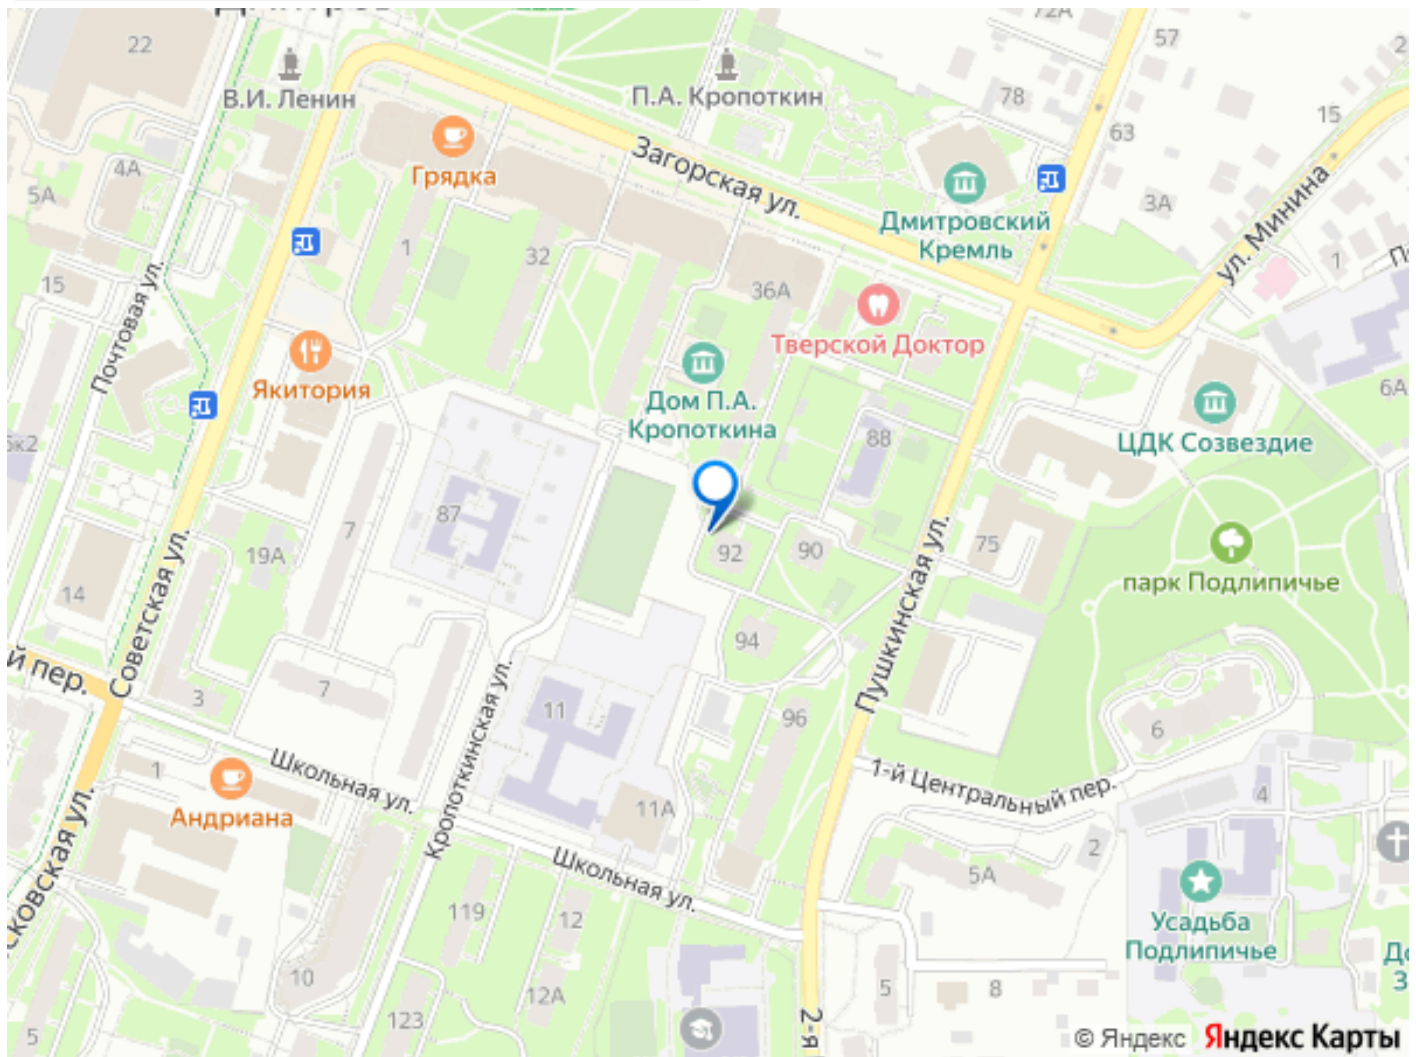 22
72А
57
2
В.И. Ленин
П.А. Кропоткин
78
15
63
4А
Грядка
Загорская ул.
5А
3А
Дмитровский
Кремль
ул. Минина
1
32
1
15
36А
Почтовая ул.
Тверской Доктор
Якитория
Дом П.А.
Кропоткина
6А
88
ЦДК Созвездие
87
7
19А
92
90
75
парк Подлипичье
14
Советская ул.
94
Пушкинская ул.
й пер.
7
3
Кропоткинская ул.
11
96
6
1
Школьная ул.
1-й Центральный пер.
4
Андриана
11А
2
5А
Школьная ул.
Усадьба
Подлипичье
119
12
10
12А
5
8
123
5
2-я
© Яндекс
Яндекс Карты